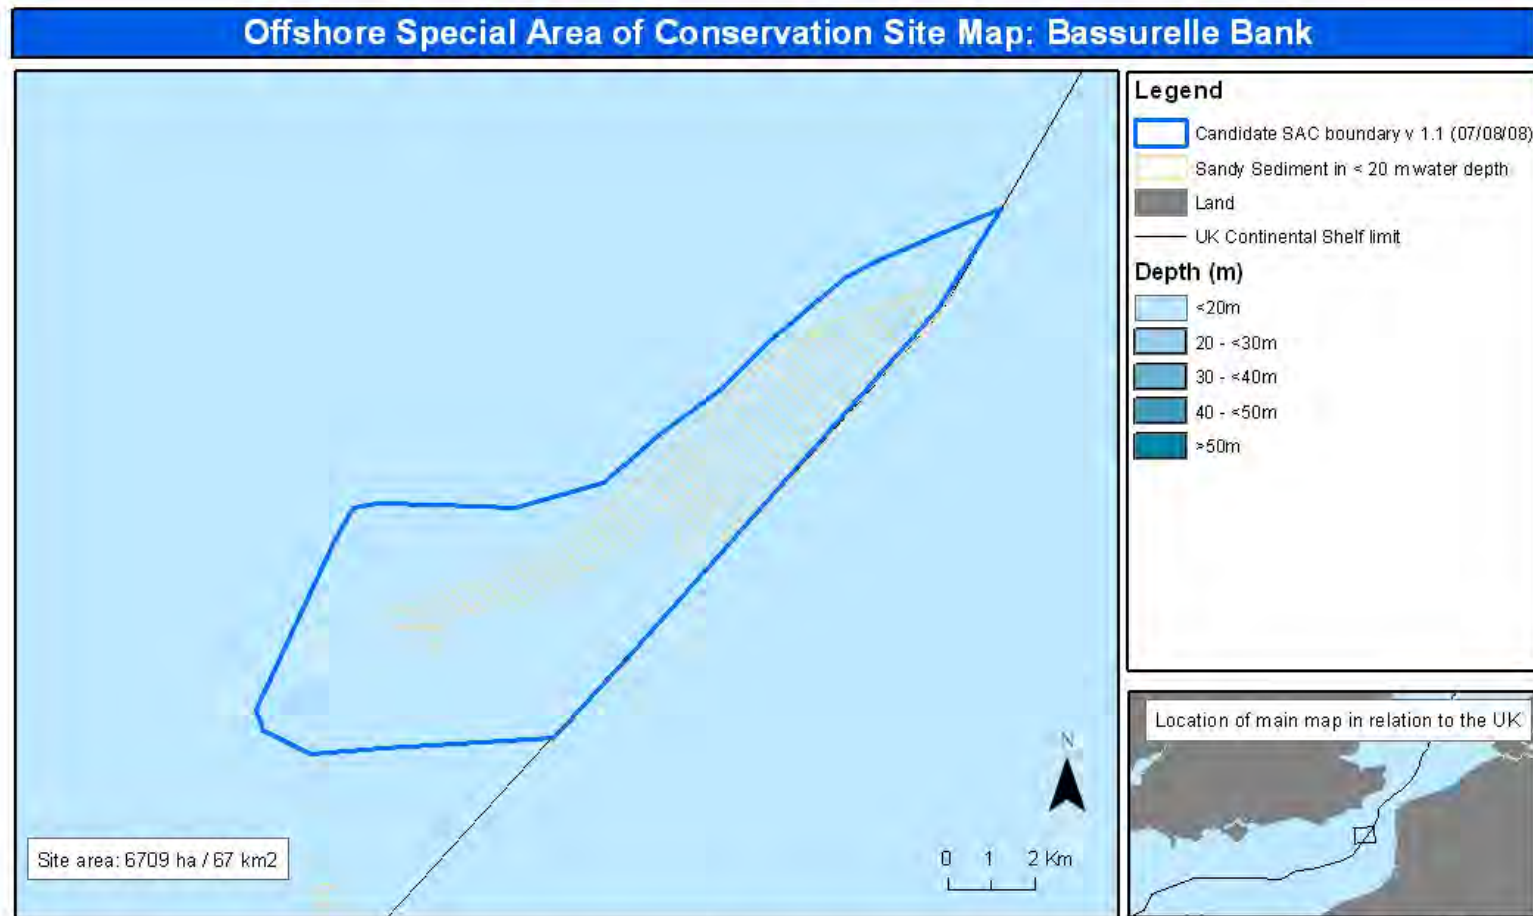 Offshore Special Area of Conservation Site Map: Bassurelle Bank
Legend
Candidate SAC boundary v 1.1 (07/08/08)
Sandy Sediment in < 20 m water depth
Land
UK Continental Shelf limit
Depth (m)
<20m
20 - <30m
30 - <40m
40 - <50m
>50m
Location of main map in relation to the UK
N
0 1 2 Km
Site area: 6709 ha / 67 km2